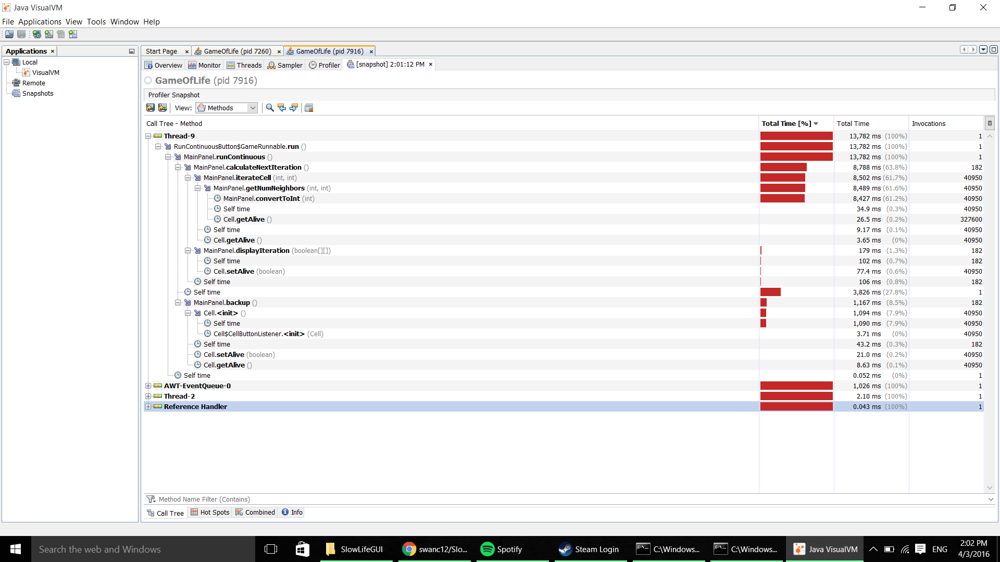 Java VisualVM
File Applications View Tools Window Help
Applications
Start Page
GameOfLife (pid 7260)
GameOfLife (pid 7916)
Local
VisualVM
Remote
Snapshots
Overview Monitor Threads Sampler Profiler [snapshot] 2:01:12 PM
GameOfLife (pid 7916)
Profiler Snapshot
View: Methods
Call Tree - Method Total Time [%] Total Time Invocations
Thread-9 13,782 ms (100%) 1
RunContinuousButton$GameRunnable.run () 13,782 ms (100%) 1
MainPanel.runContinuous () 13,782 ms (100%) 1
MainPanel.calculateNextIteration () 8,788 ms (63.8%) 182
MainPanel.iterateCell (int, int) 8,502 ms (61.7%) 40950
MainPanel.getNumNeighbors (int, int) 8,489 ms (61.6%) 40950
MainPanel.convertToInt (int) 8,427 ms (61.2%) 40950
Self time 34.9 ms (0.3%) 40950
Cell.getAlive () 26.5 ms (0.2%) 327600
Self time 9.17 ms (0.1%) 40950
Cell.getAlive () 3.65 ms (0%) 40950
MainPanel.displayIteration (boolean[][]) 179 ms (1.3%) 182
Self time 102 ms (0.7%) 182
Cell.setAlive (boolean) 77.4 ms (0.6%) 40950
Self time 106 ms (0.8%) 182
Self time 3,826 ms (27.8%) 1
MainPanel.backup () 1,167 ms (8.5%) 182
Cell.<init> () 1,094 ms (7.9%) 40950
Self time 1,090 ms (7.9%) 40950
Cell$CellButtonListener.<init> (Cell) 3.71 ms (0%) 40950
Self time 43.2 ms (0.3%) 182
Cell.setAlive (boolean) 21.0 ms (0.2%) 40950
Cell.getAlive () 8.63 ms (0.1%) 40950
Self time 0.052 ms (0%) 1
AWT-EventQueue-0 1,026 ms (100%) 1
Thread-2 2.10 ms (100%) 1
Reference Handler 0.043 ms (100%) 1
Method Name Filter (Contains)
Call Tree Hot Spots Combined Info
Search the web and Windows
SlowLifeGUI
swanc12/Slo...
Spotify
Steam Login
C:\Windows...
C:\Windows...
Java VisualVM
ENG
2:02 PM
4/3/2016